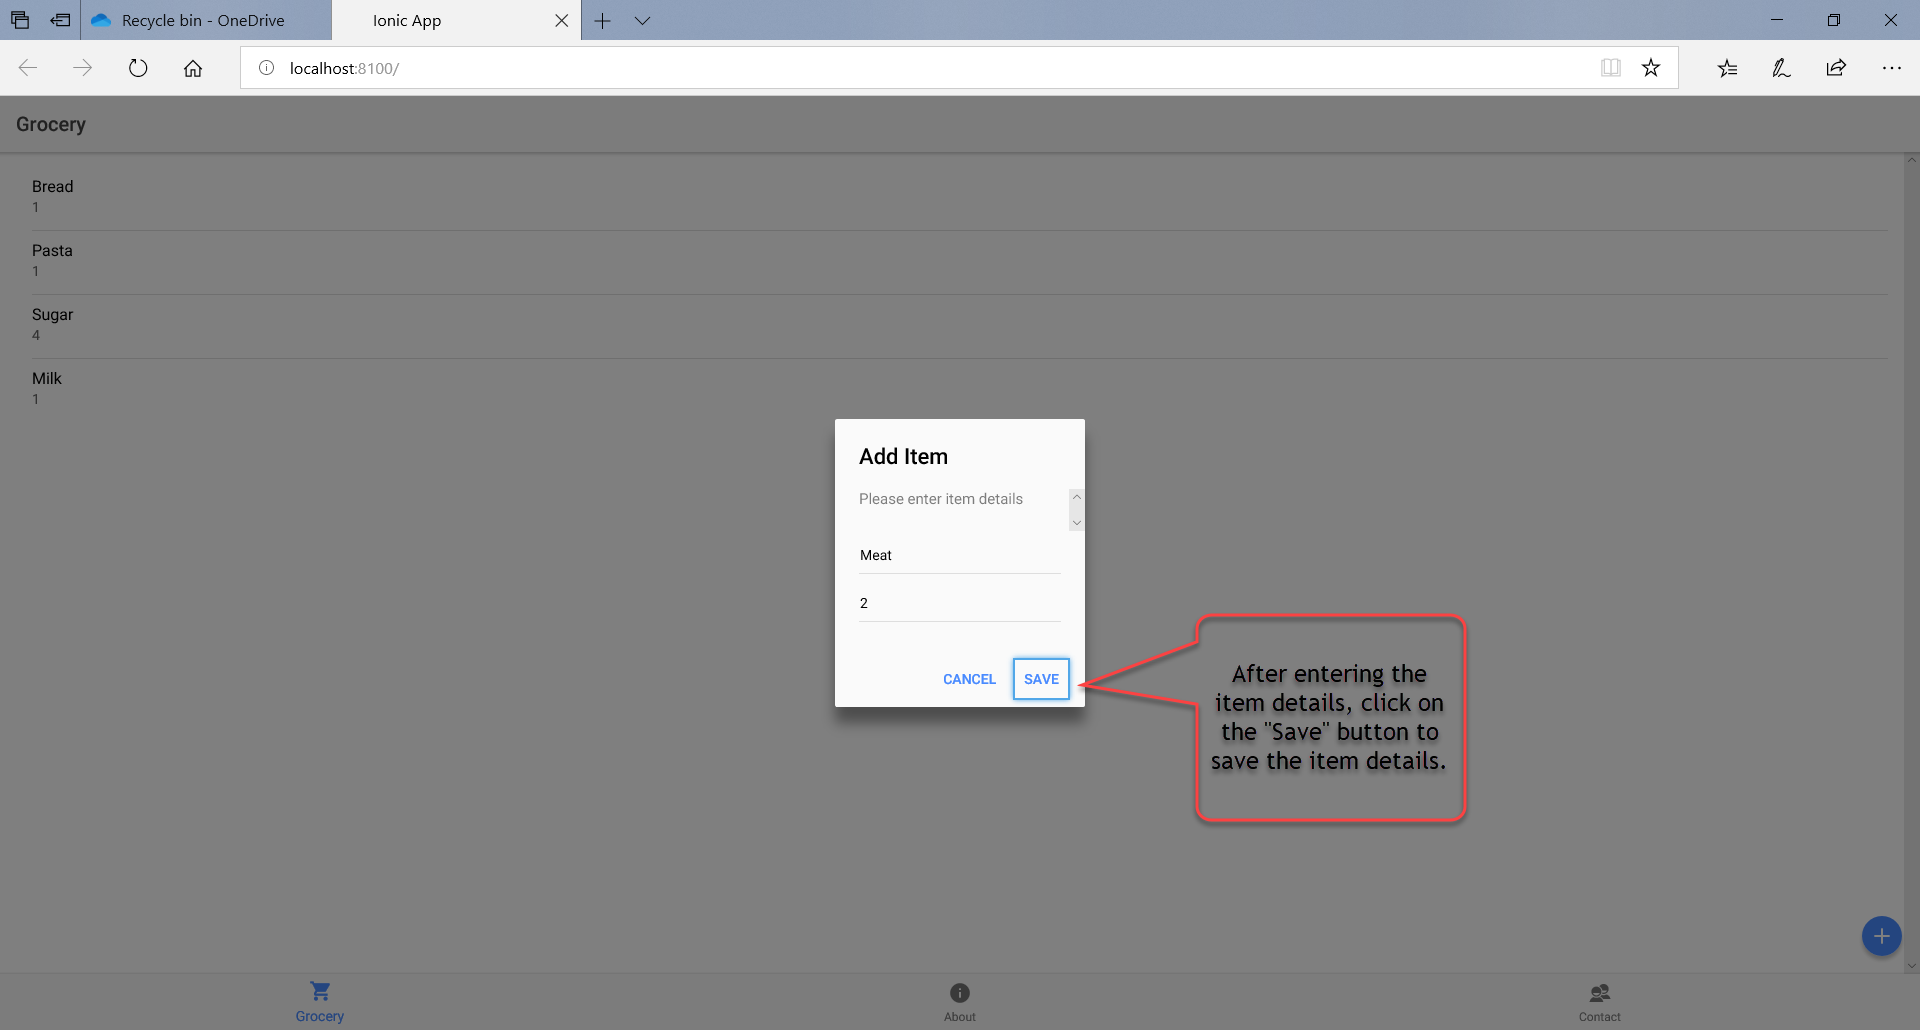 Recycle bin - OneDrive
Ionic App
localhost:8100/
Grocery
Bread
1
Pasta
1
Sugar
4
Milk
1
Add Item
Please enter item details
Meat
2
CANCEL
SAVE
After entering the
item details, click on
the "Save" button to
save the item details.
Grocery
About
Contact